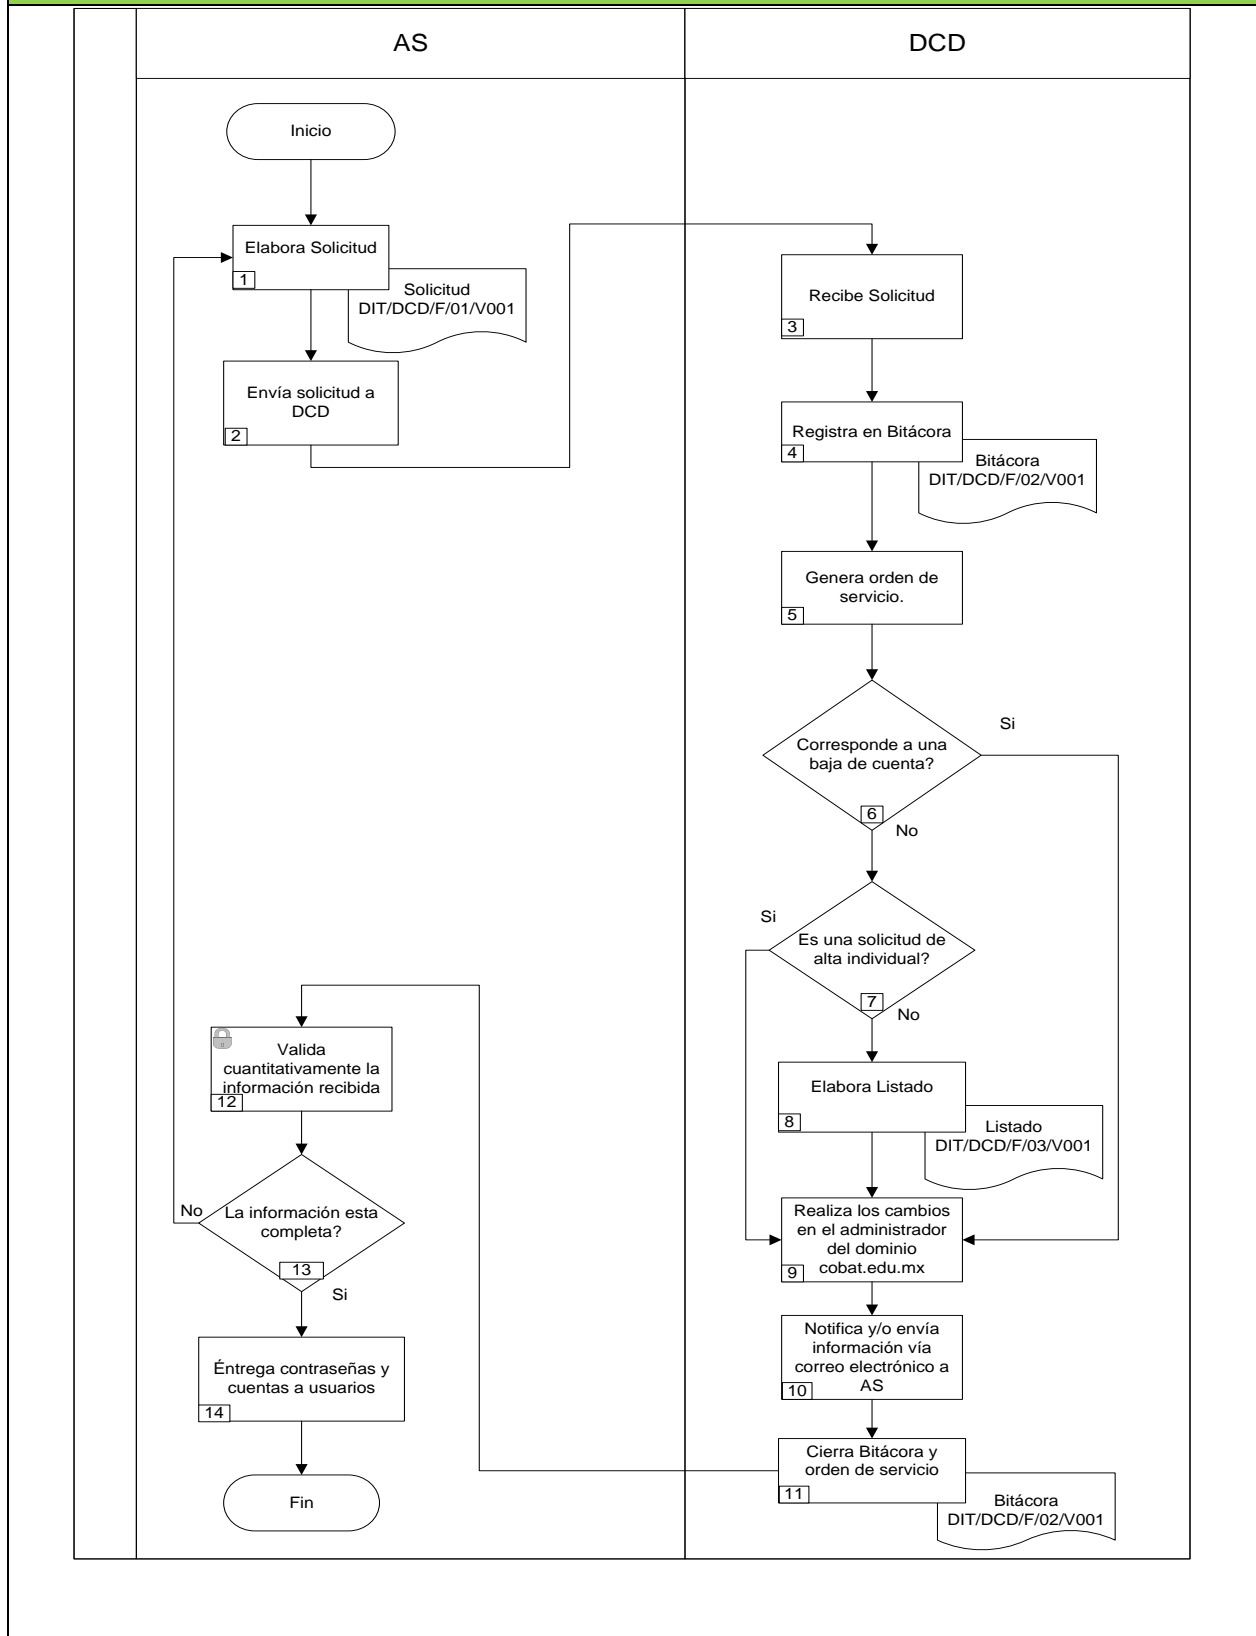 AS
DCD
Inicio
Elabora Solicitud
1
Solicitud
DIT/DCD/F/01/V001
Envía solicitud a
DCD
2
Recibe Solicitud
3
Registra en Bitácora
4
Bitácora
DIT/DCD/F/02/V001
Genera orden de
servicio.
5
Corresponde a una
baja de cuenta?
6
Si
No
Es una solicitud de
alta individual?
7
Si
No
Elabora Listado
8
Listado
DIT/DCD/F/03/V001
Realiza los cambios
en el administrador
del dominio
cobat.edu.mx
9
Notifica y/o envía
información vía
correo electrónico a
AS
10
Cierra Bitácora y
orden de servicio
11
Bitácora
DIT/DCD/F/02/V001
Valida
cuantitativamente la
información recibida
12
La información esta
completa?
13
No
Si
Éntrega contraseñas y
cuentas a usuarios
14
Fin